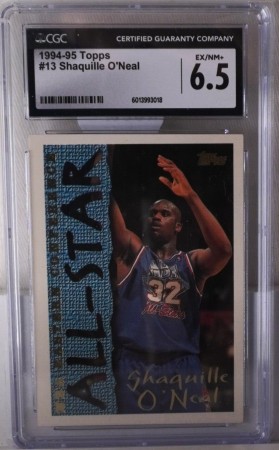 CGC
CERTIFIED GUARANTY COMPANY
1994-95 Topps
#13 Shaquille O'Neal
EX/NM+
6.5
6013993018
Topps
ALL-STAR
32
Shaquille
O'Neal